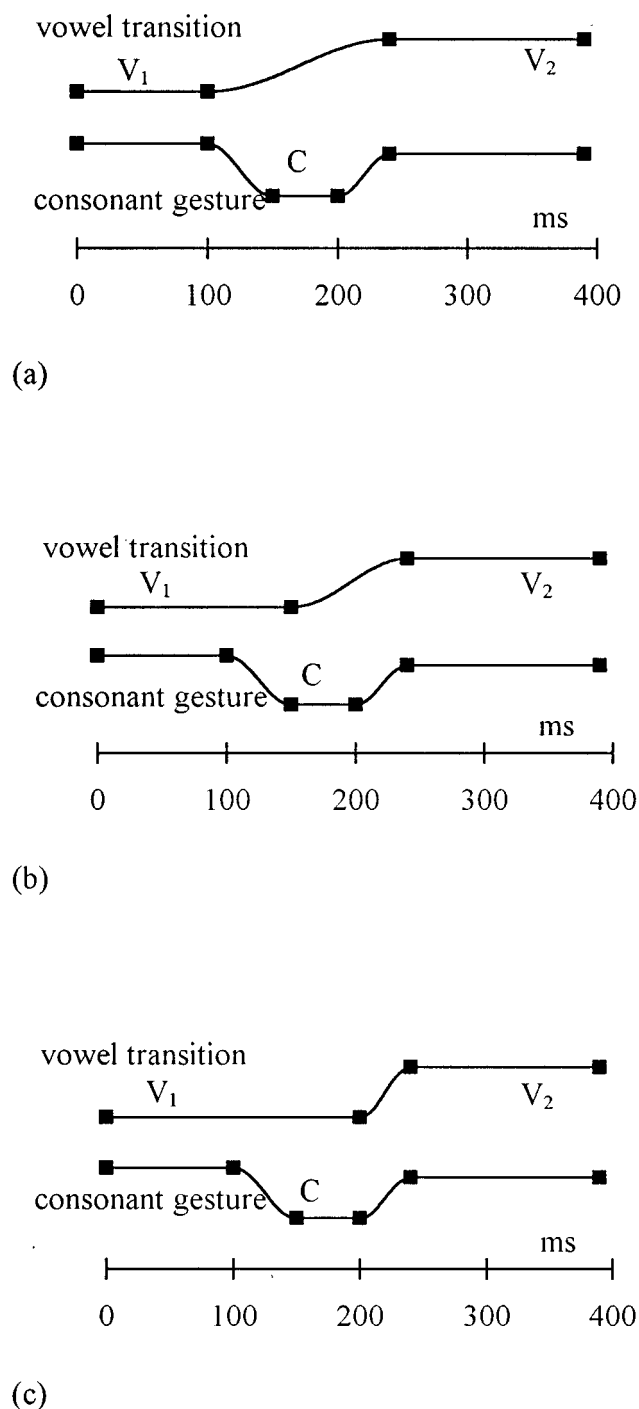 vowel transition
V₁
V₂
C
consonant gesture
ms
0 100 200 300 400
(a)
vowel transition
V₁
V₂
C
consonant gesture
ms
0 100 200 300 400
(b)
vowel transition
V₁
V₂
C
consonant gesture
ms
0 100 200 300 400
(c)